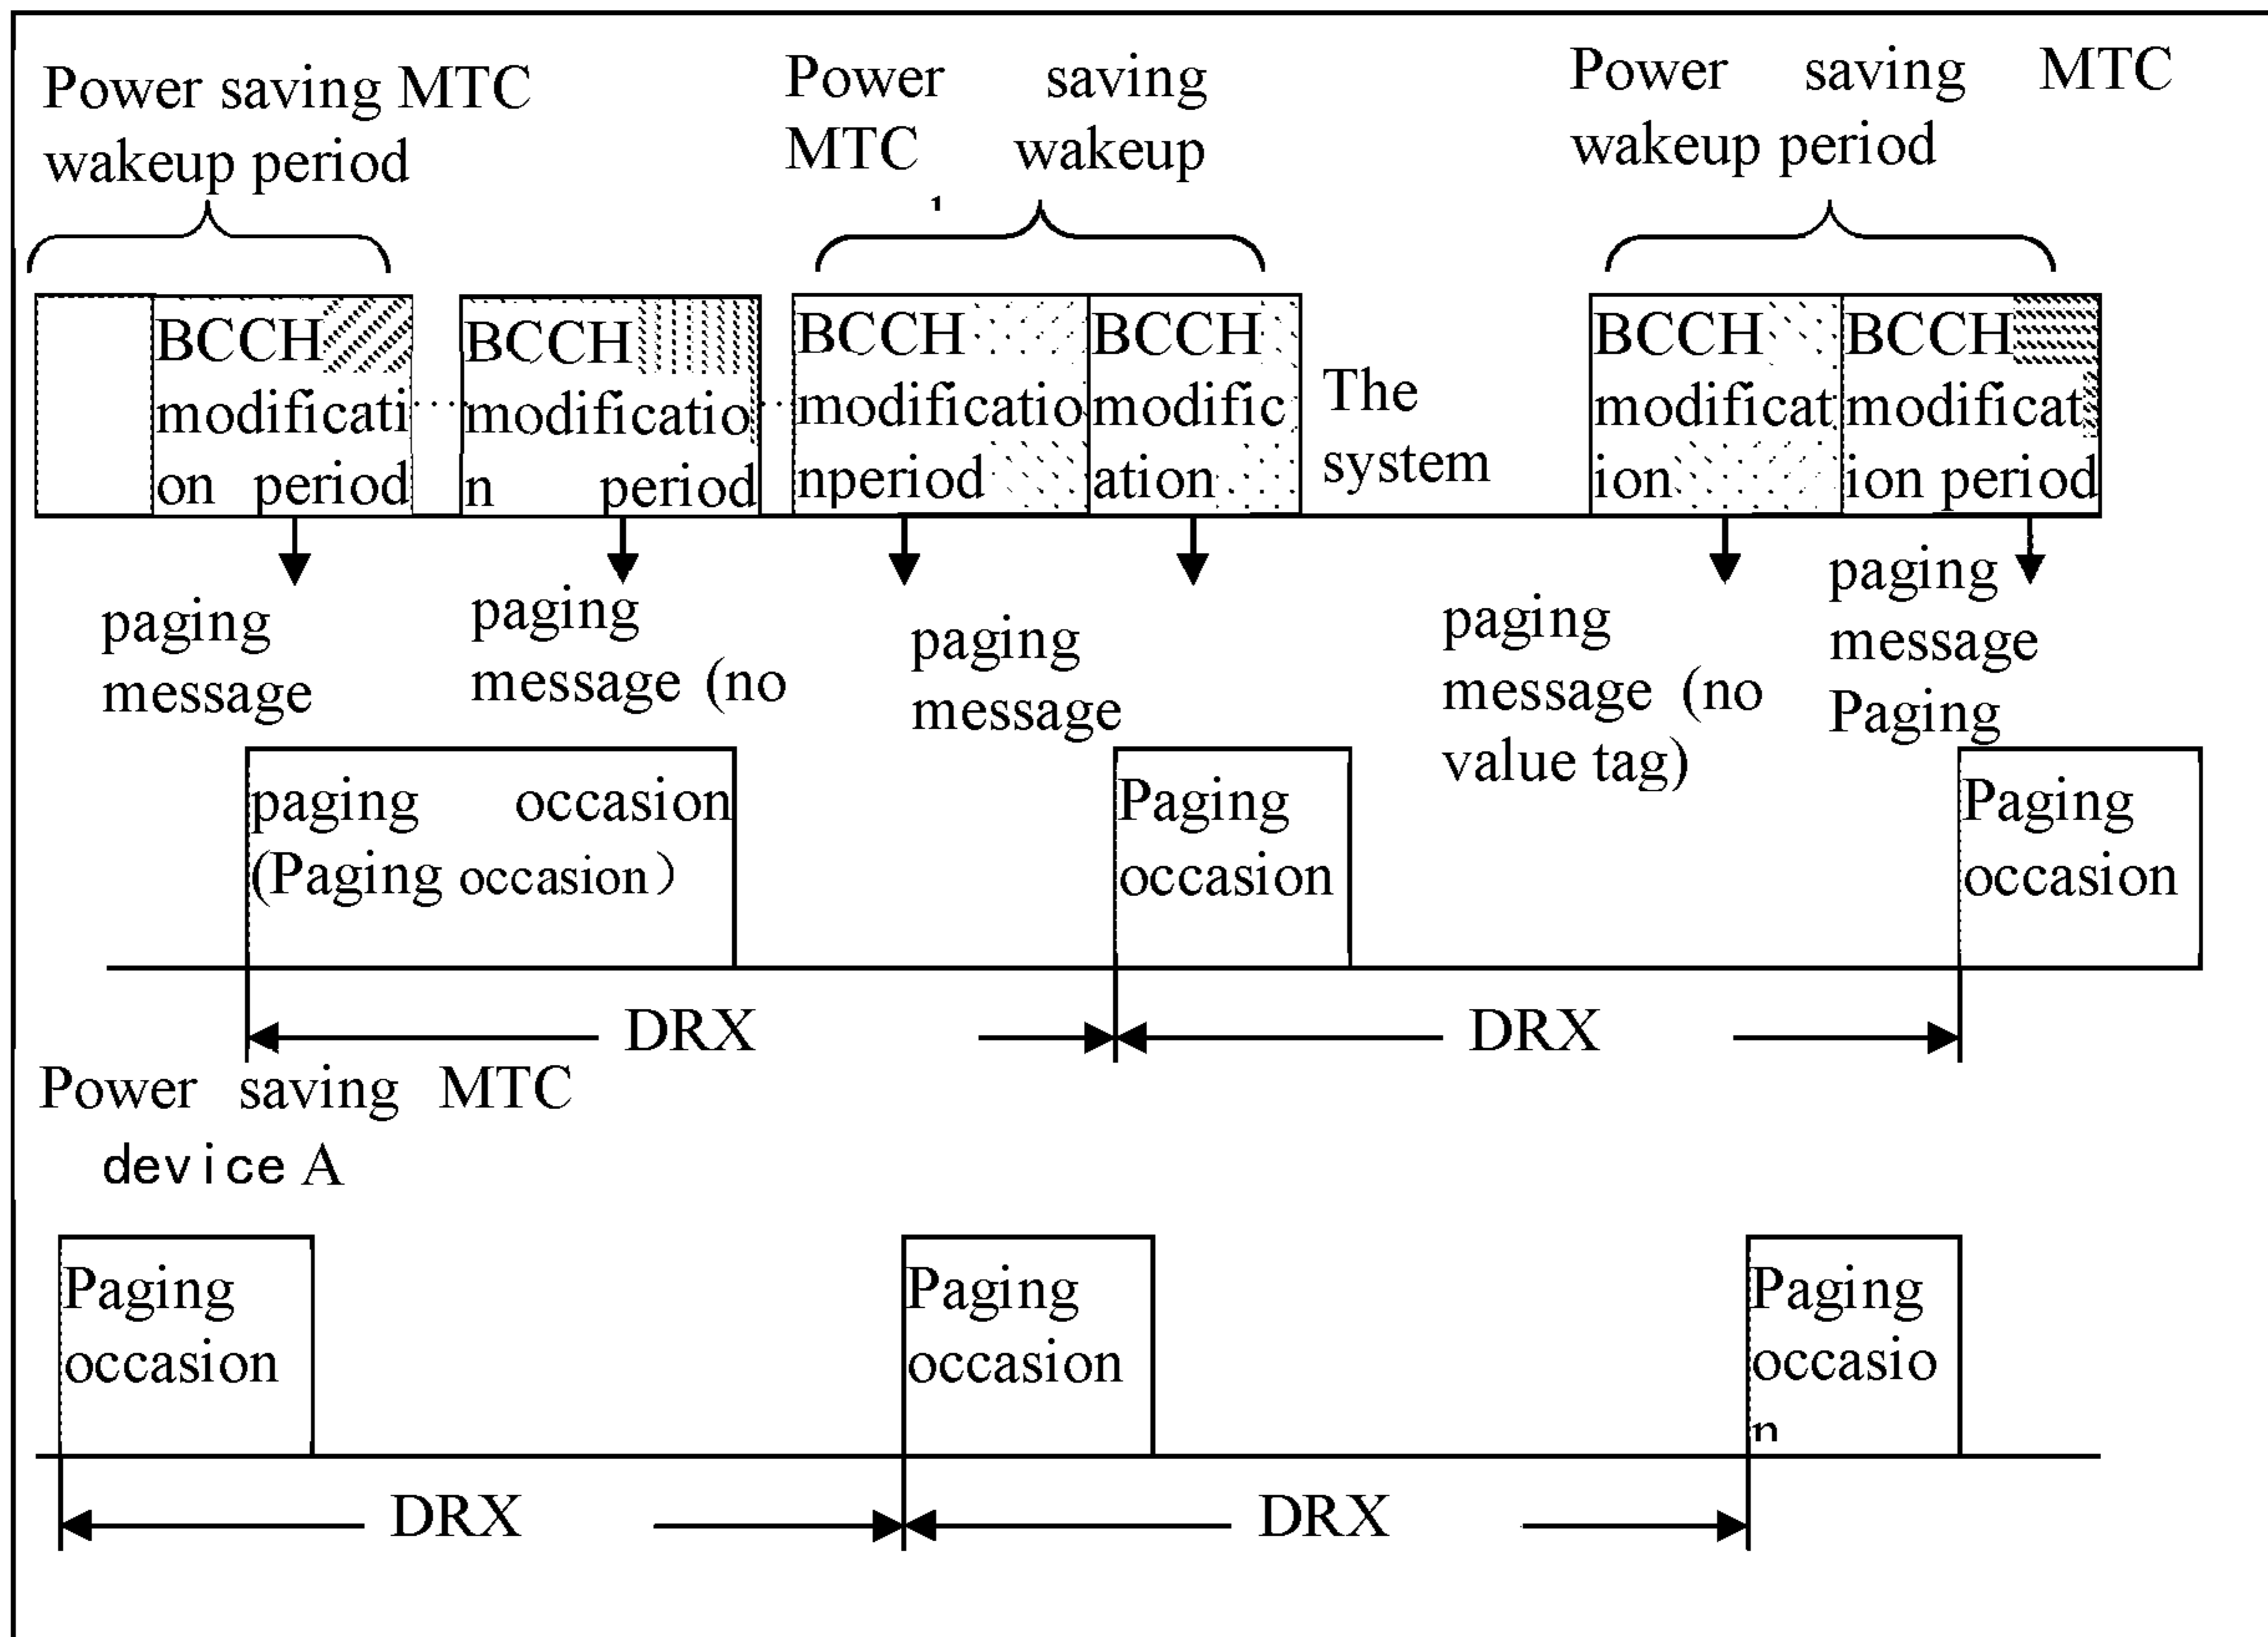 Power saving MTC
wakeup period
Power saving
MTC wakeup
Power saving MTC
wakeup period
BCCH
modificati
on period
BCCH
modificatio
n period
BCCH
modificatio
nperiod
BCCH
modific
ation
The
system
BCCH
modificat
ion
BCCH
modificat
ion period
paging
message
paging
message (no
paging
message
paging
message (no
value tag)
paging
message
Paging
paging occasion
(Paging occasion)
Paging
occasion
Paging
occasion
DRX
DRX
Power saving MTC
device A
Paging
occasion
Paging
occasion
Paging
occasio
n
DRX
DRX